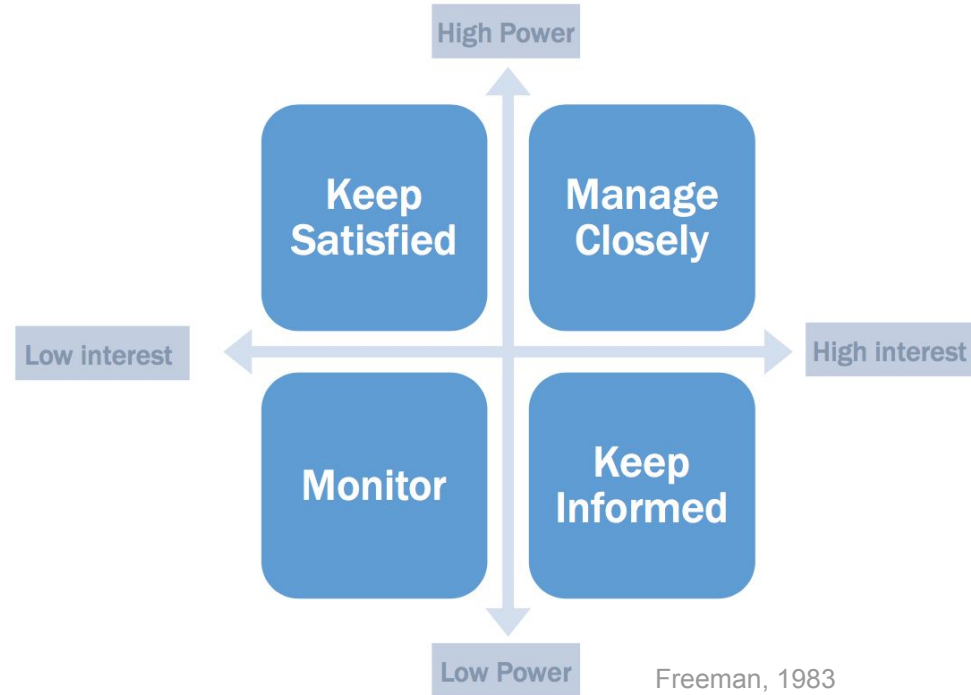 High Power
Keep
Satisfied
Manage
Closely
Low interest
High interest
Monitor
Keep
Informed
Low Power
Freeman, 1983